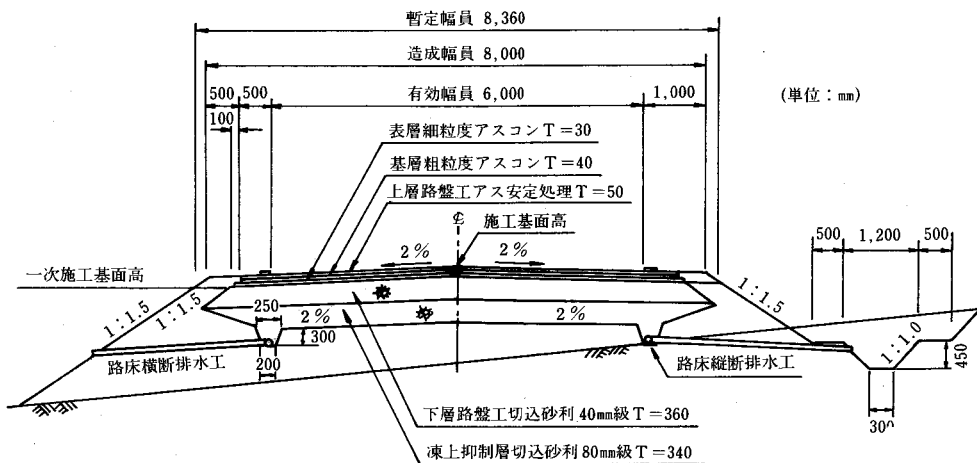 暫定幅員 8,360
造成幅員 8,000
500 500 有効幅員 6,000 1,000 (単位：mm)
100
表層細粒度アスコン T＝30
基層粗粒度アスコン T＝40
上層路盤工アス安定処理 T＝50
℄ 施工基面高
500 1,200 500
2％ 2％
一次施工基面高
1：1.5 1：1.5 250 2％ 2％ 1：1.5
300
1：1.0
450
路床横断排水工 200 路床縦断排水工
300
下層路盤工切込砂利 40mm級 T＝360
凍上抑制層切込砂利 80mm級 T＝340